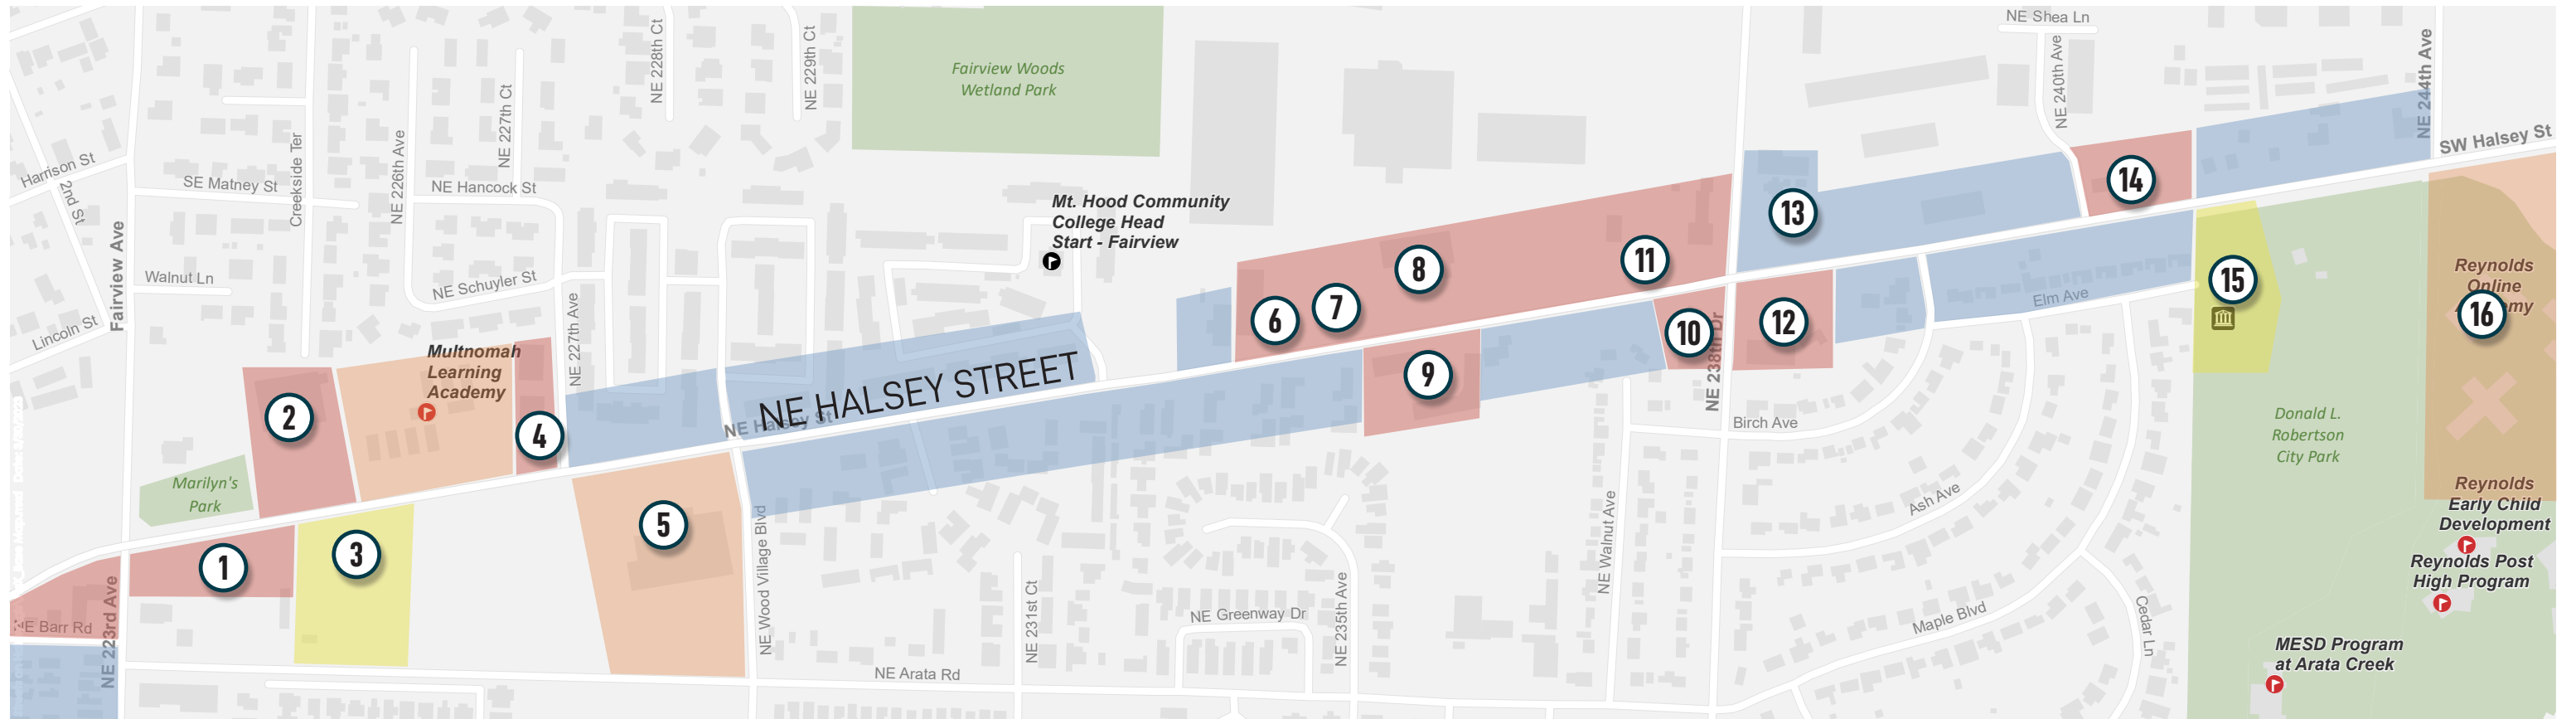 NE Shea Ln
NE 228th Ct
NE 229th Ct
NE 240th Ave
NE 244th Ave
Fairview Woods
Wetland Park
NE 227th Ct
SW Halsey St
Harrison St
2nd St
SE Matney St
Creekside Ter
NE 226th Ave
NE Hancock St
14
Mt. Hood Community
College Head
Start - Fairview
13
Fairview Ave
Walnut Ln
NE Schuyler St
8
11
15
Reynolds
Online
my
16
Elm Ave
Lincoln St
NE 227th Ave
6
7
10
12
NE 238th Dr
Multnomah
Learning
Academy
NE HALSEY STREET
NE Halsey St
9
2
4
Birch Ave
Donald L.
Robertson
City Park
Marilyn's
Park
Reynolds
Early Child
Development
Ash Ave
5
3
1
NE Wood Village Blvd
NE Walnut Ave
Reynolds Post
High Program
NE 223rd Ave
E Barr Rd
NE 231st Ct
NE Greenway Dr
NE 235th Ave
Maple Blvd
Cedar Ln
NE Arata Rd
MESD Program
at Arata Creek